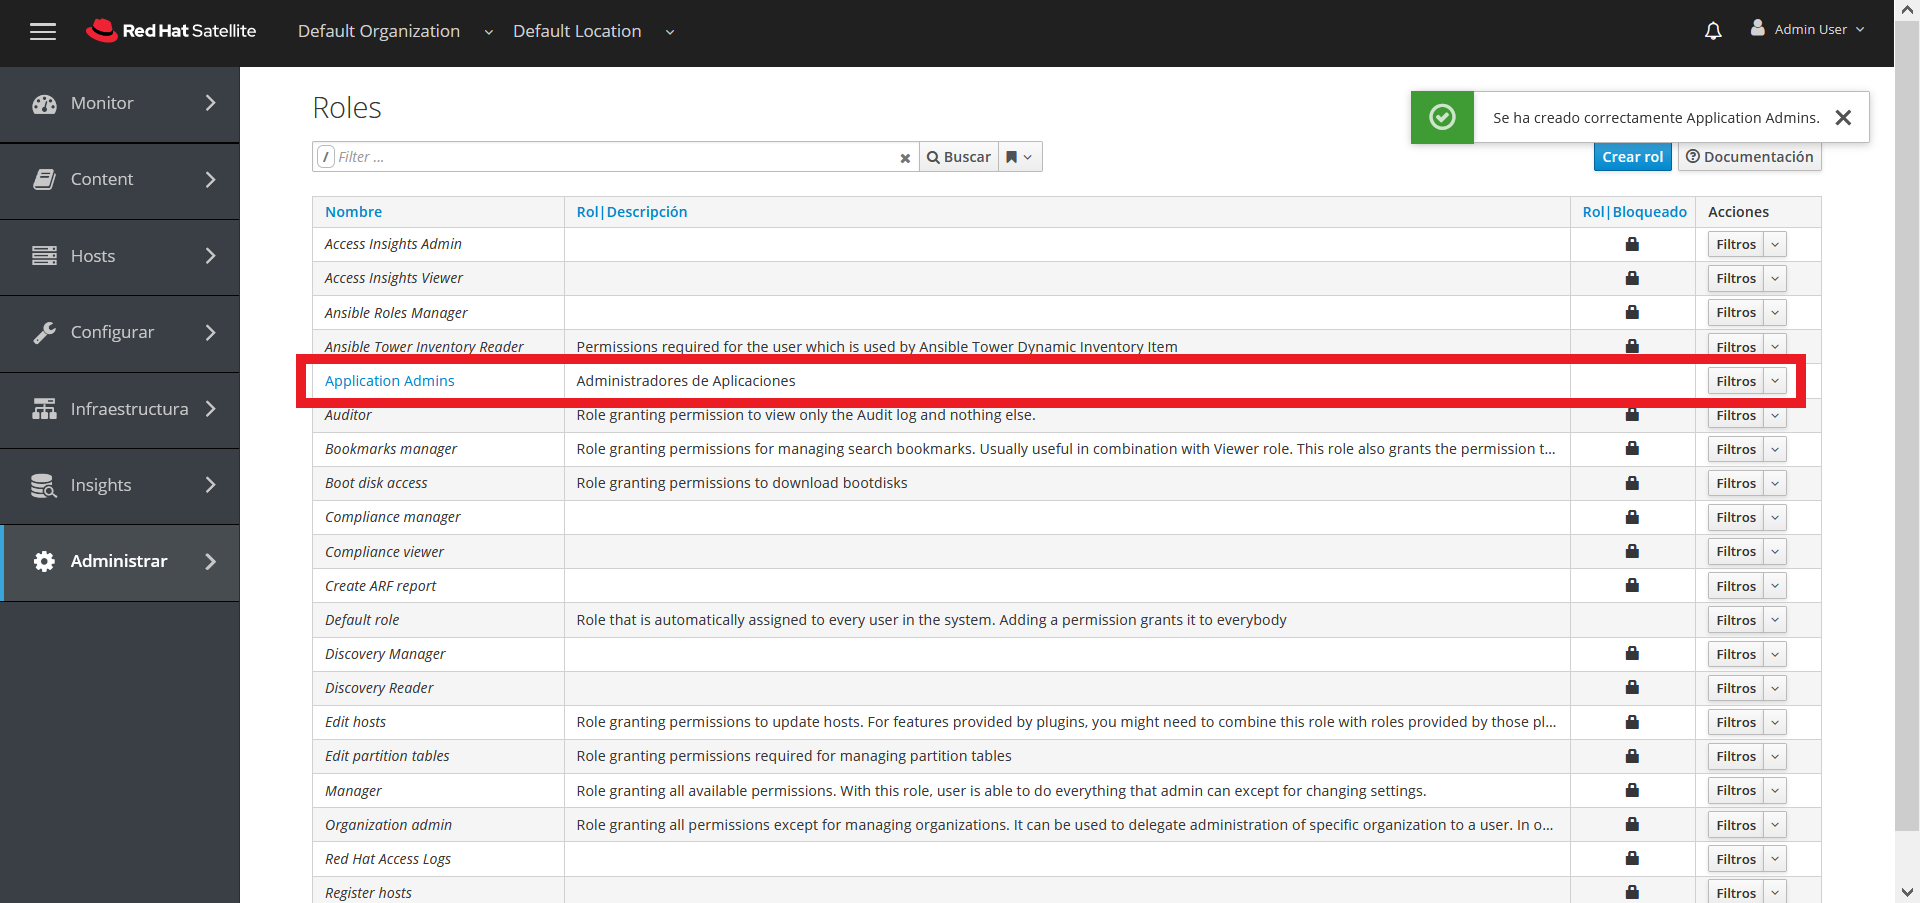 Red Hat Satellite Default Organization Default Location Admin User
Monitor
Content
Hosts
Configurar
Infraestructura
Insights
Administrar
Roles
Se ha creado correctamente Application Admins.
/ Filter ... Buscar Crear rol Documentación
Nombre Rol|Descripción Rol|Bloqueado Acciones
Access Insights Admin Filtros
Access Insights Viewer Filtros
Ansible Roles Manager Filtros
Ansible Tower Inventory Reader Permissions required for the user which is used by Ansible Tower Dynamic Inventory Item Filtros
Application Admins Administradores de Aplicaciones Filtros
Auditor Role granting permission to view only the Audit log and nothing else. Filtros
Bookmarks manager Role granting permissions for managing search bookmarks. Usually useful in combination with Viewer role. This role also grants the permission t... Filtros
Boot disk access Role granting permissions to download bootdisks Filtros
Compliance manager Filtros
Compliance viewer Filtros
Create ARF report Filtros
Default role Role that is automatically assigned to every user in the system. Adding a permission grants it to everybody Filtros
Discovery Manager Filtros
Discovery Reader Filtros
Edit hosts Role granting permissions to update hosts. For features provided by plugins, you might need to combine this role with roles provided by those pl... Filtros
Edit partition tables Role granting permissions required for managing partition tables Filtros
Manager Role granting all available permissions. With this role, user is able to do everything that admin can except for changing settings. Filtros
Organization admin Role granting all permissions except for managing organizations. It can be used to delegate administration of specific organization to a user. In o... Filtros
Red Hat Access Logs Filtros
Register hosts Filtros